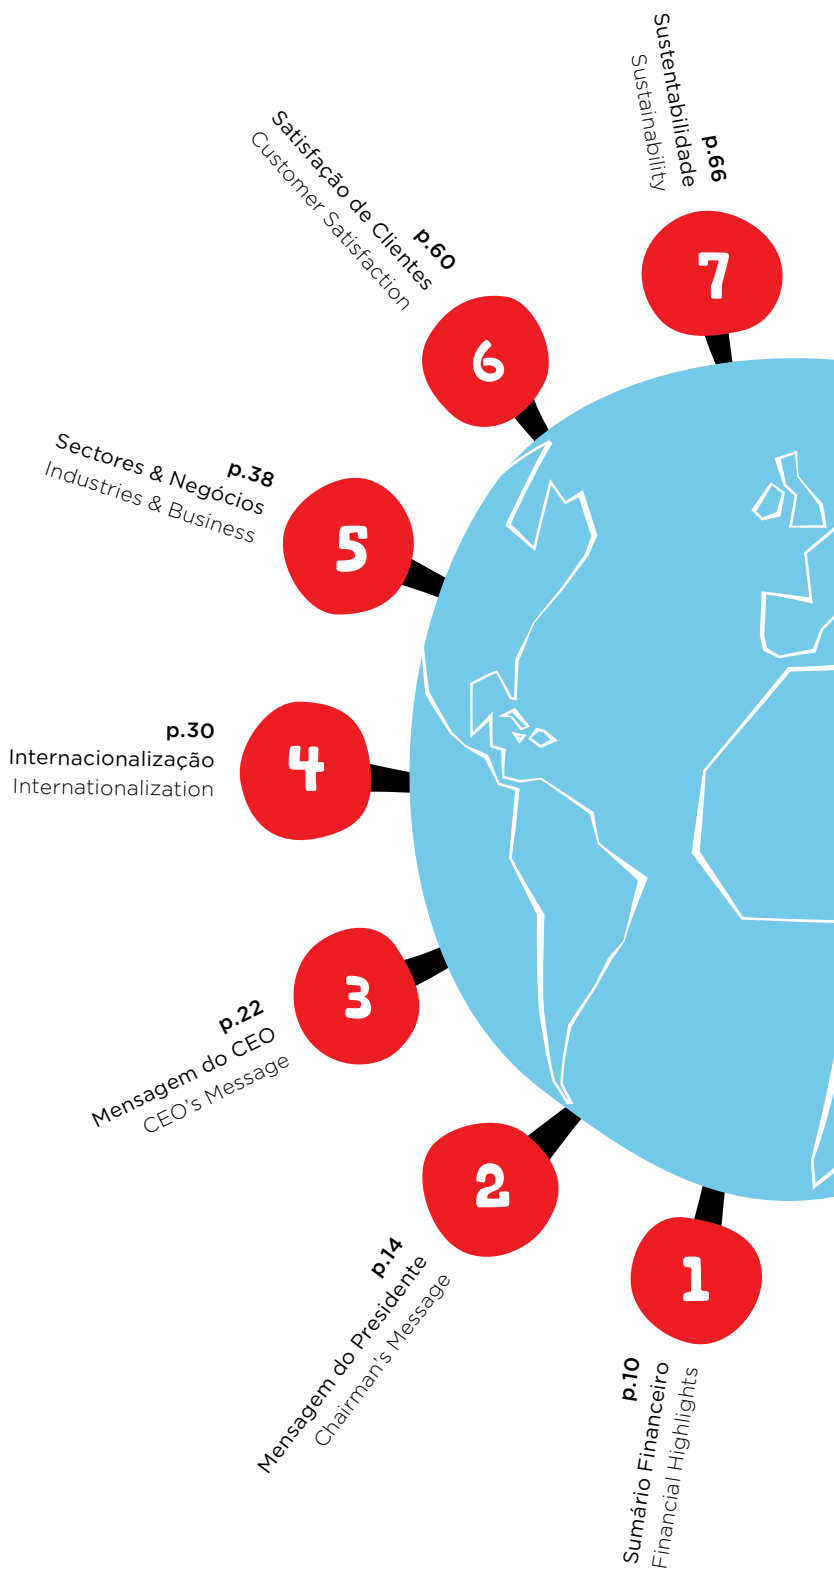 7
p.66
Sustentabilidade
Sustainability
6
p.60
Satisfação de Clientes
Customer Satisfaction
5
p.38
Sectores & Negócios
Industries & Business
4
p.30
Internacionalização
Internationalization
3
p.22
Mensagem do CEO
CEO's Message
2
p.14
Mensagem do Presidente
Chairman's Message
1
p.10
Sumário Financeiro
Financial Highlights